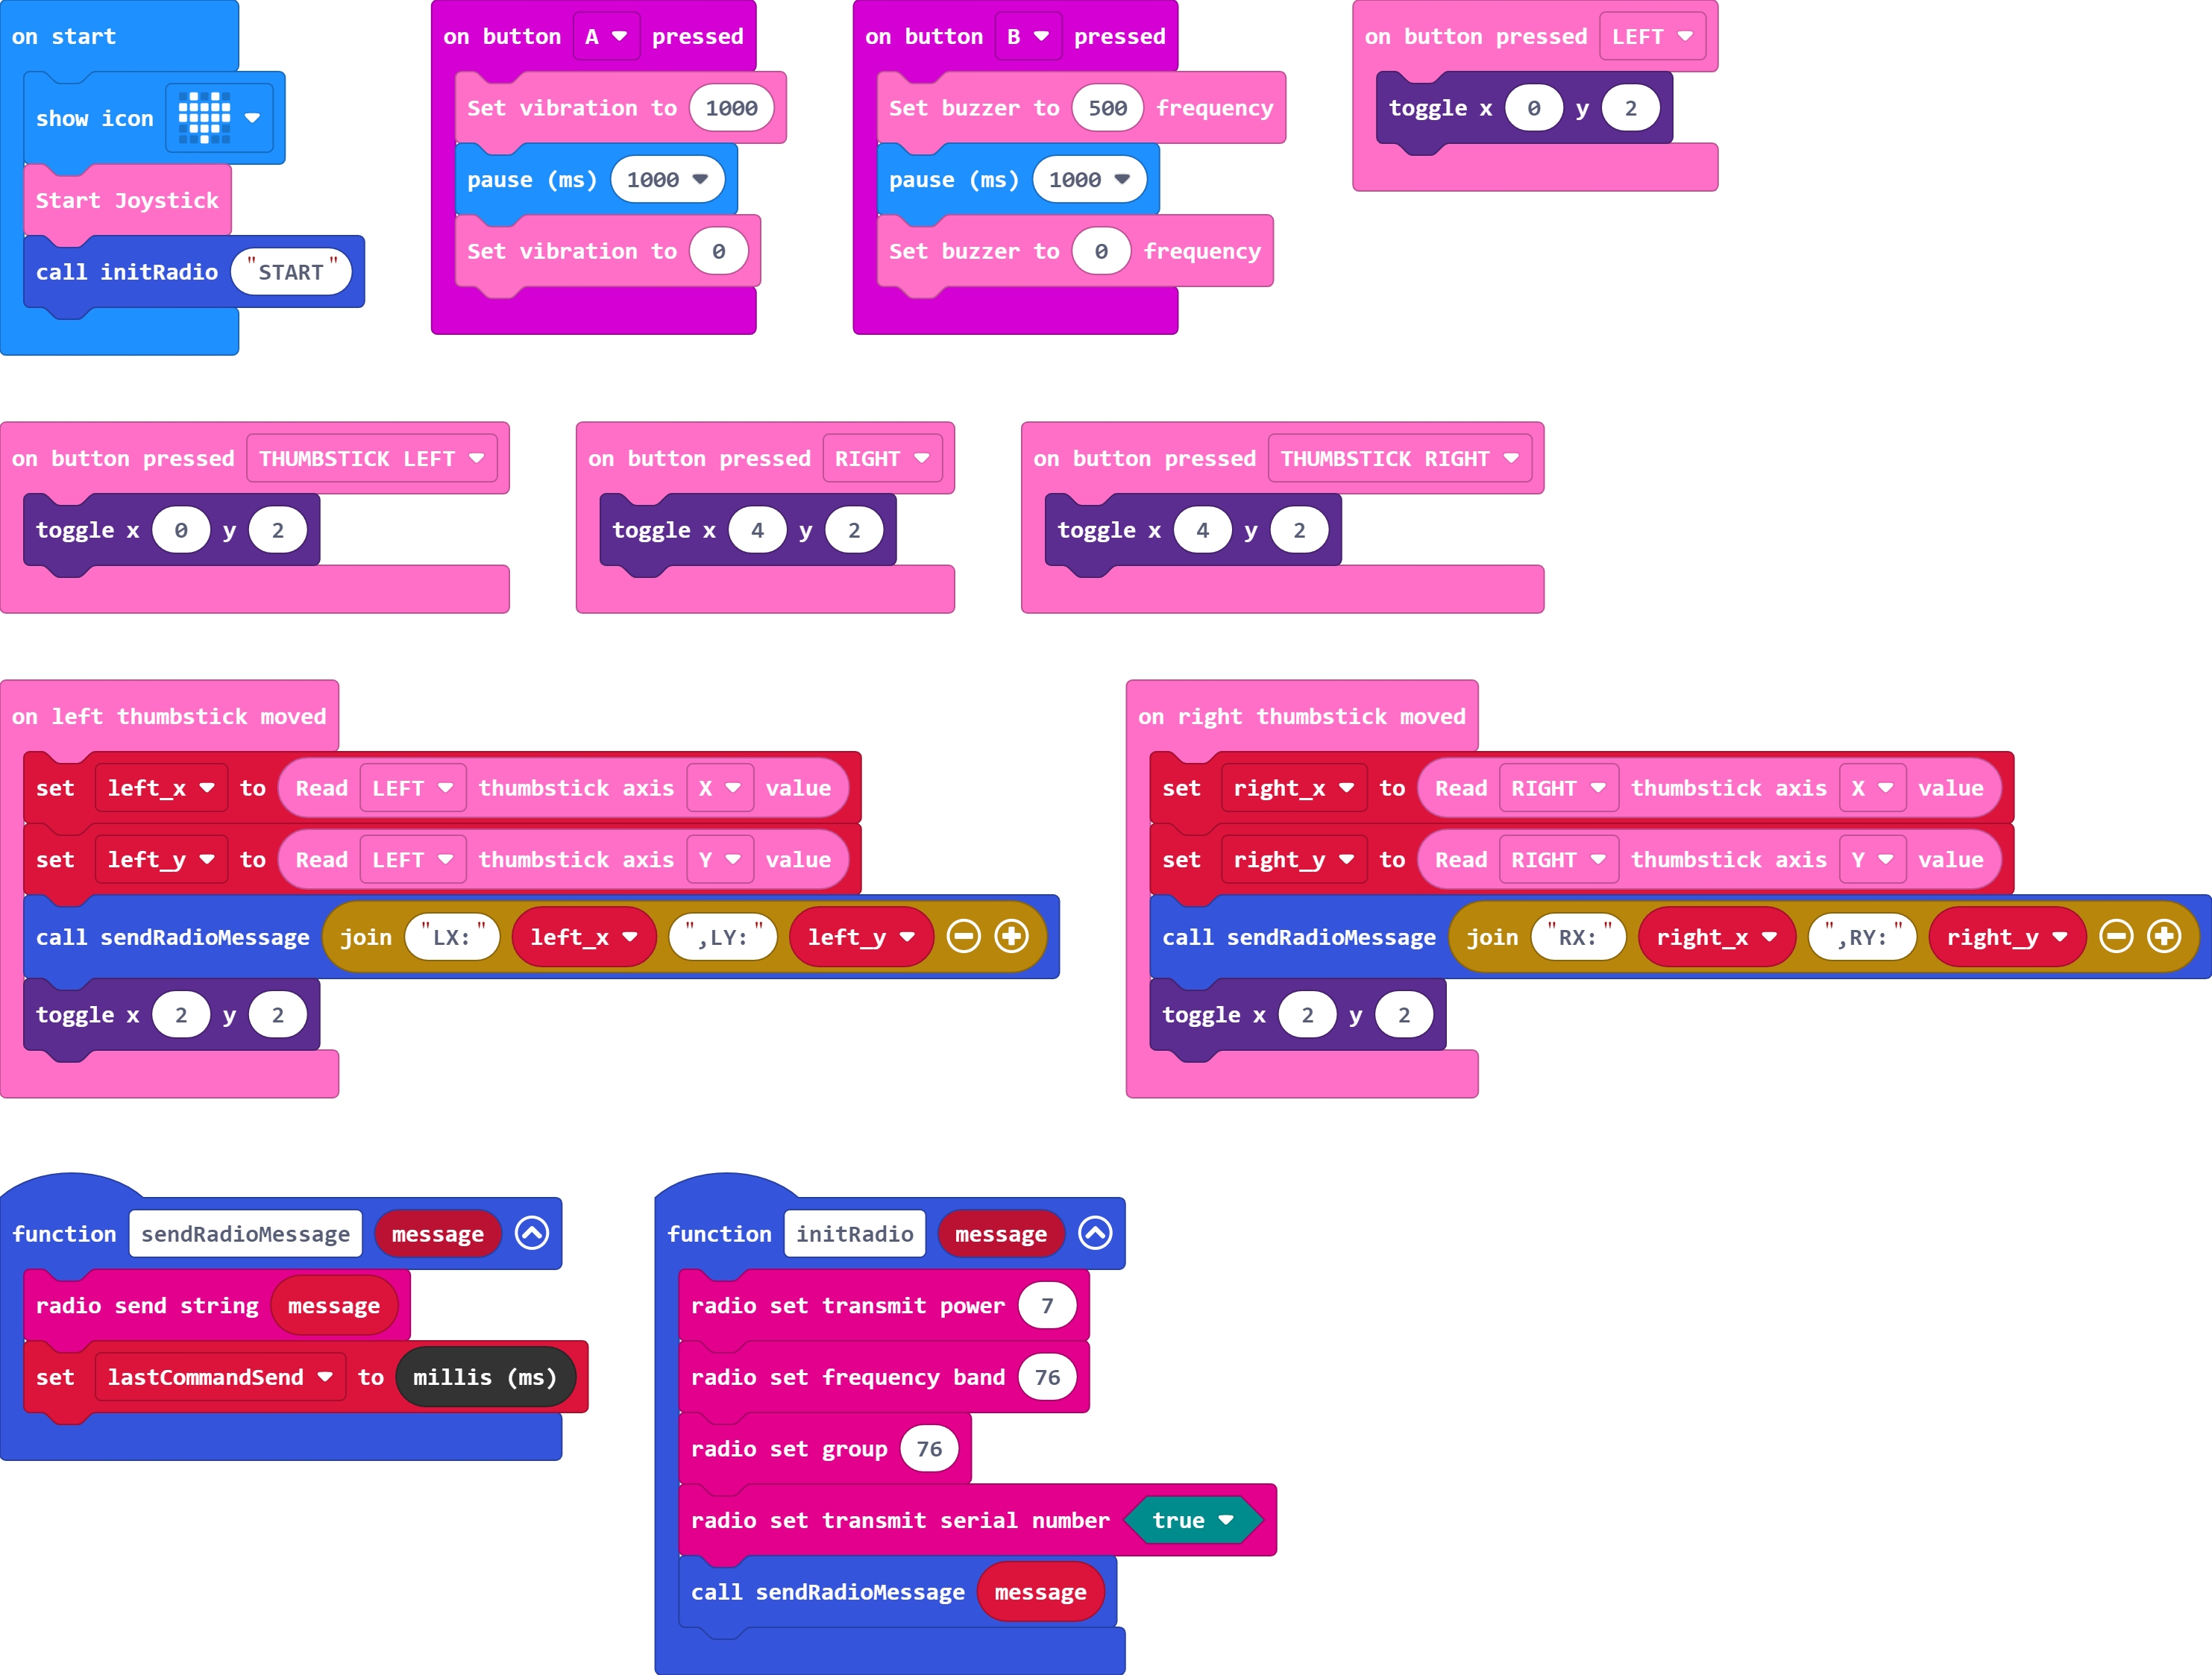 on start
show icon
Start Joystick
call initRadio "START"
on button A pressed
Set vibration to 1000
pause (ms) 1000
Set vibration to 0
on button B pressed
Set buzzer to 500 frequency
pause (ms) 1000
Set buzzer to 0 frequency
on button pressed LEFT
toggle x 0 y 2
on button pressed THUMBSTICK LEFT
toggle x 0 y 2
on button pressed RIGHT
toggle x 4 y 2
on button pressed THUMBSTICK RIGHT
toggle x 4 y 2
on left thumbstick moved
set left_x to Read LEFT thumbstick axis X value
set left_y to Read LEFT thumbstick axis Y value
call sendRadioMessage join "LX:" left_x ",LY:" left_y
toggle x 2 y 2
on right thumbstick moved
set right_x to Read RIGHT thumbstick axis X value
set right_y to Read RIGHT thumbstick axis Y value
call sendRadioMessage join "RX:" right_x ",RY:" right_y
toggle x 2 y 2
function sendRadioMessage message
radio send string message
set lastCommandSend to millis (ms)
function initRadio message
radio set transmit power 7
radio set frequency band 76
radio set group 76
radio set transmit serial number true
call sendRadioMessage message